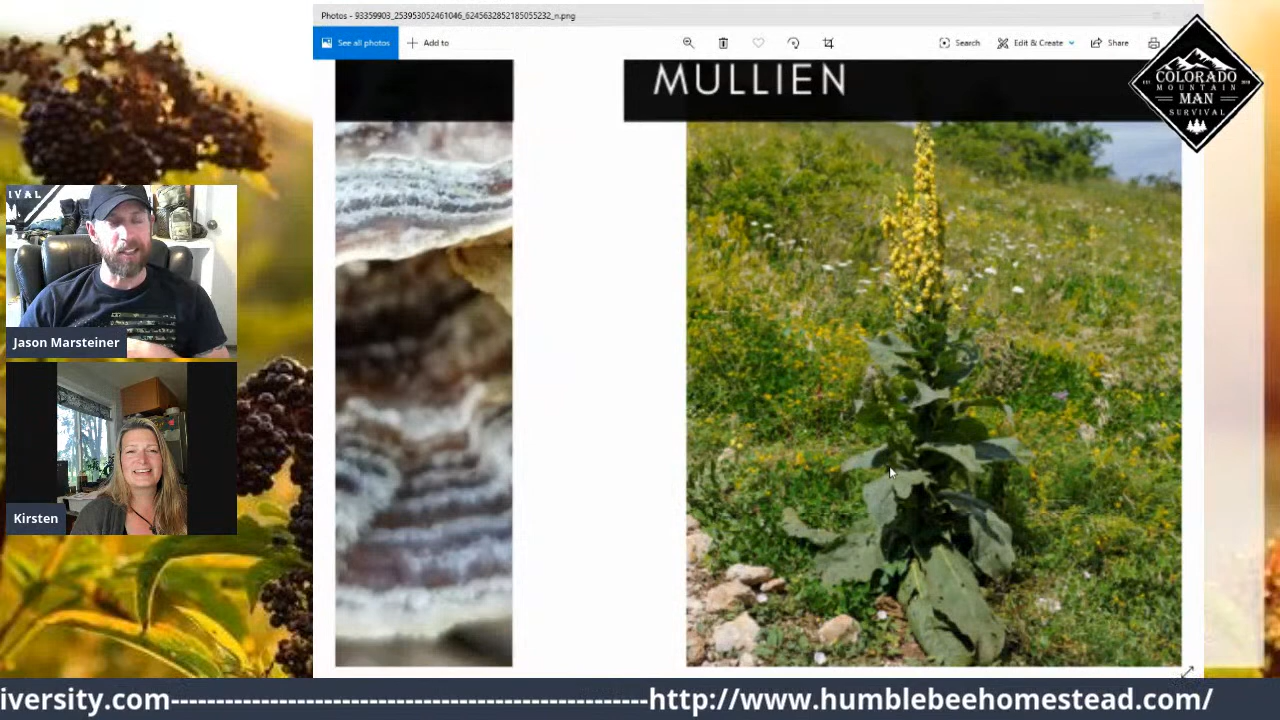 Photos - 93359903_253953052461046_6245632852185055232_n.png
See all photos
Add to
Search
Edit & Create
Share
MULLIEN
COLORADO
MOUNTAIN
MAN
SURVIVAL
IVAL
Jason Marsteiner
Kirsten
iversity.com-----------------------------------------------http://www.humblebeehomestead.com/